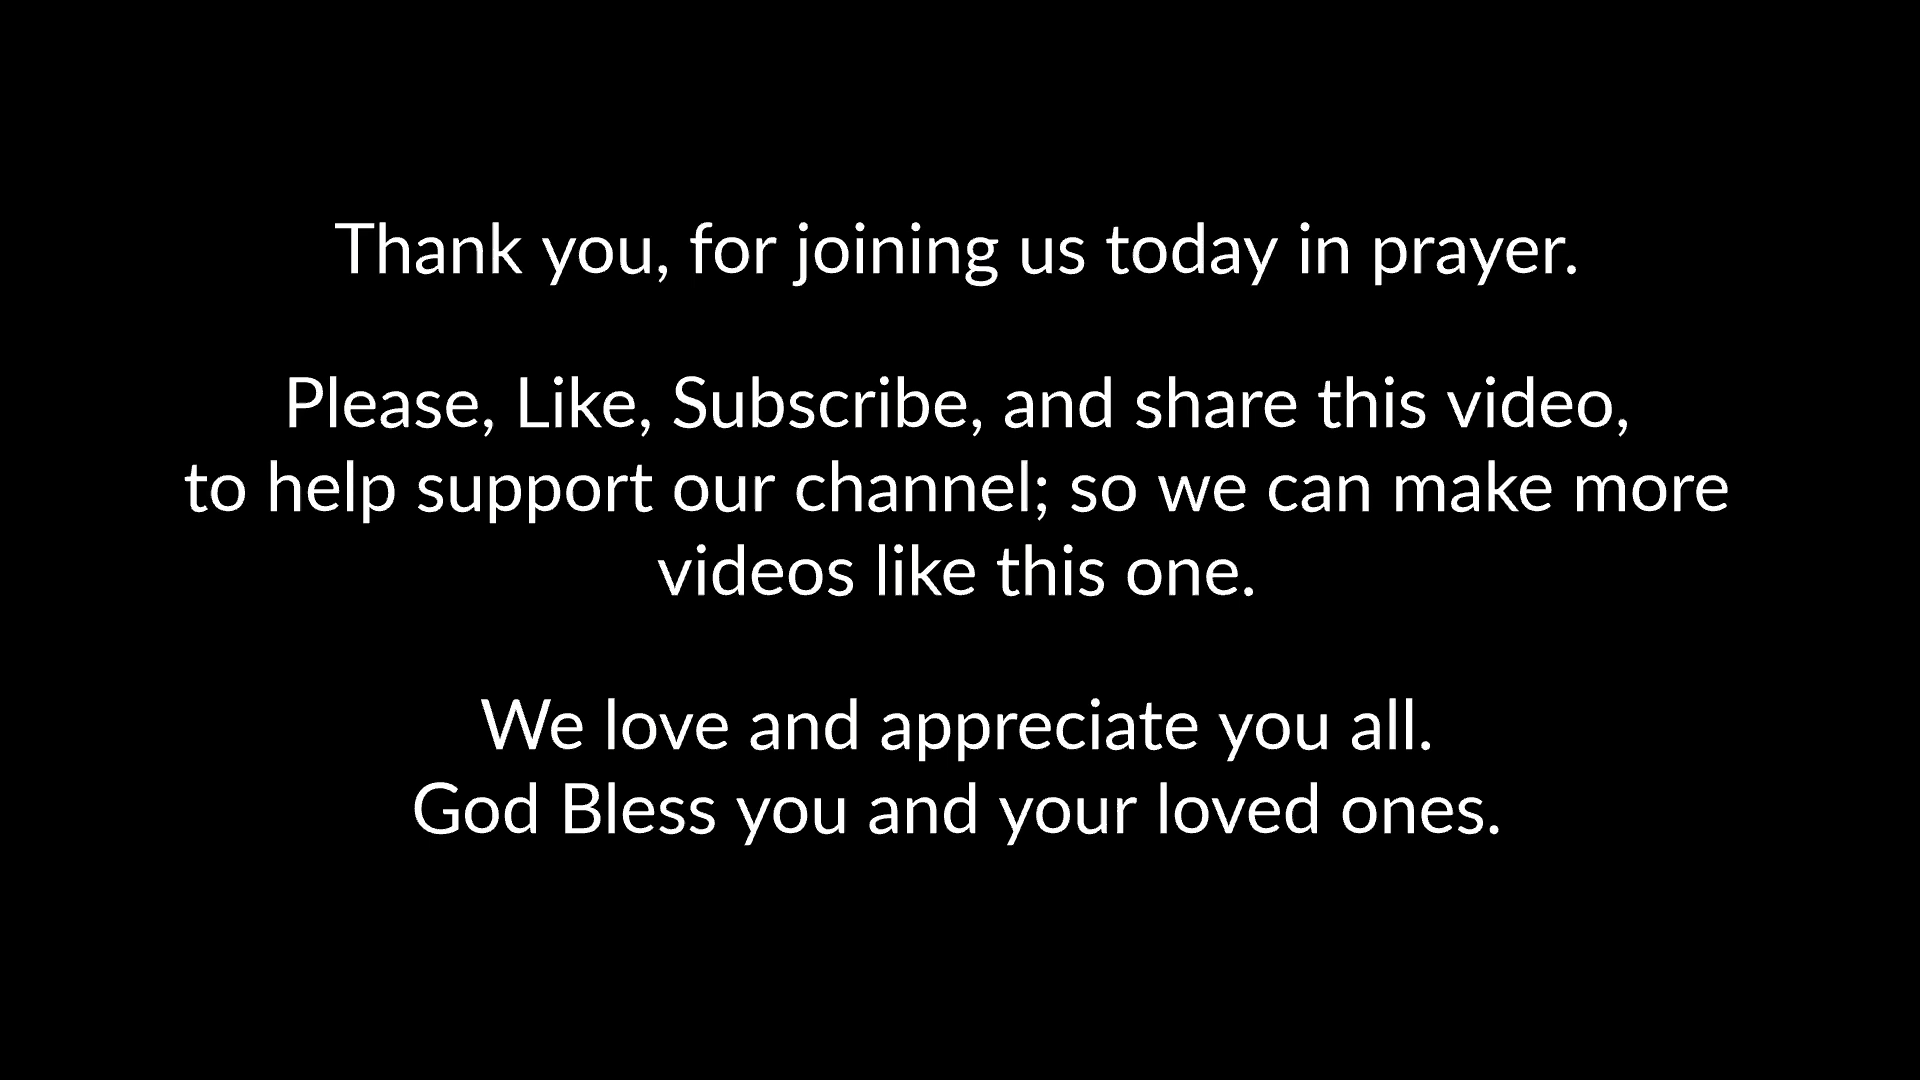 Thank you, for joining us today in prayer.
Please, Like, Subscribe, and share this video,
to help support our channel; so we can make more
videos like this one.
We love and appreciate you all.
God Bless you and your loved ones.